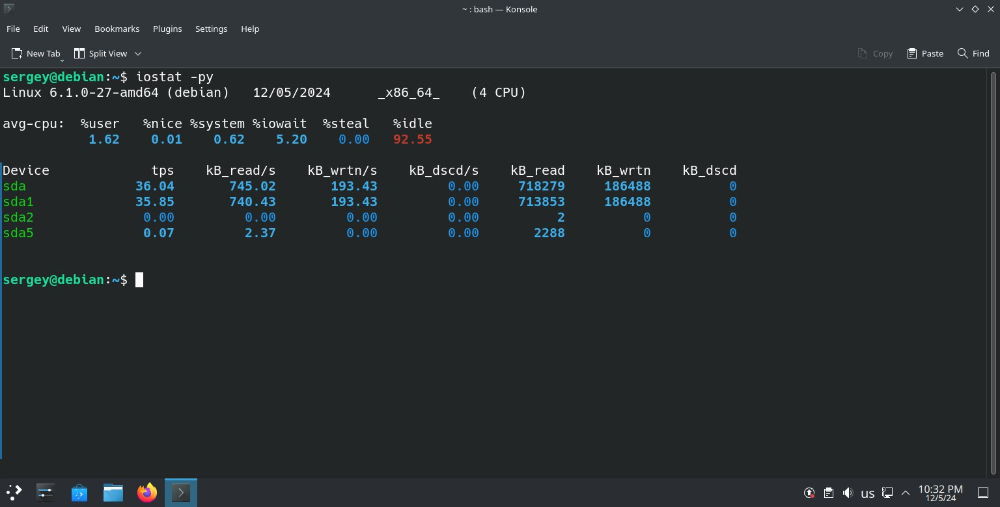 ~ : bash — Konsole
File Edit View Bookmarks Plugins Settings Help
New Tab Split View Copy Paste Find
sergey@debian:~$ iostat -py
Linux 6.1.0-27-amd64 (debian) 12/05/2024 _x86_64_ (4 CPU)
avg-cpu: %user %nice %system %iowait %steal %idle
1.62 0.01 0.62 5.20 0.00 92.55
Device tps kB_read/s kB_wrtn/s kB_dscd/s kB_read kB_wrtn kB_dscd
sda 36.04 745.02 193.43 0.00 718279 186488 0
sda1 35.85 740.43 193.43 0.00 713853 186488 0
sda2 0.00 0.00 0.00 0.00 2 0 0
sda5 0.07 2.37 0.00 0.00 2288 0 0
sergey@debian:~$
us 10:32 PM
12/5/24